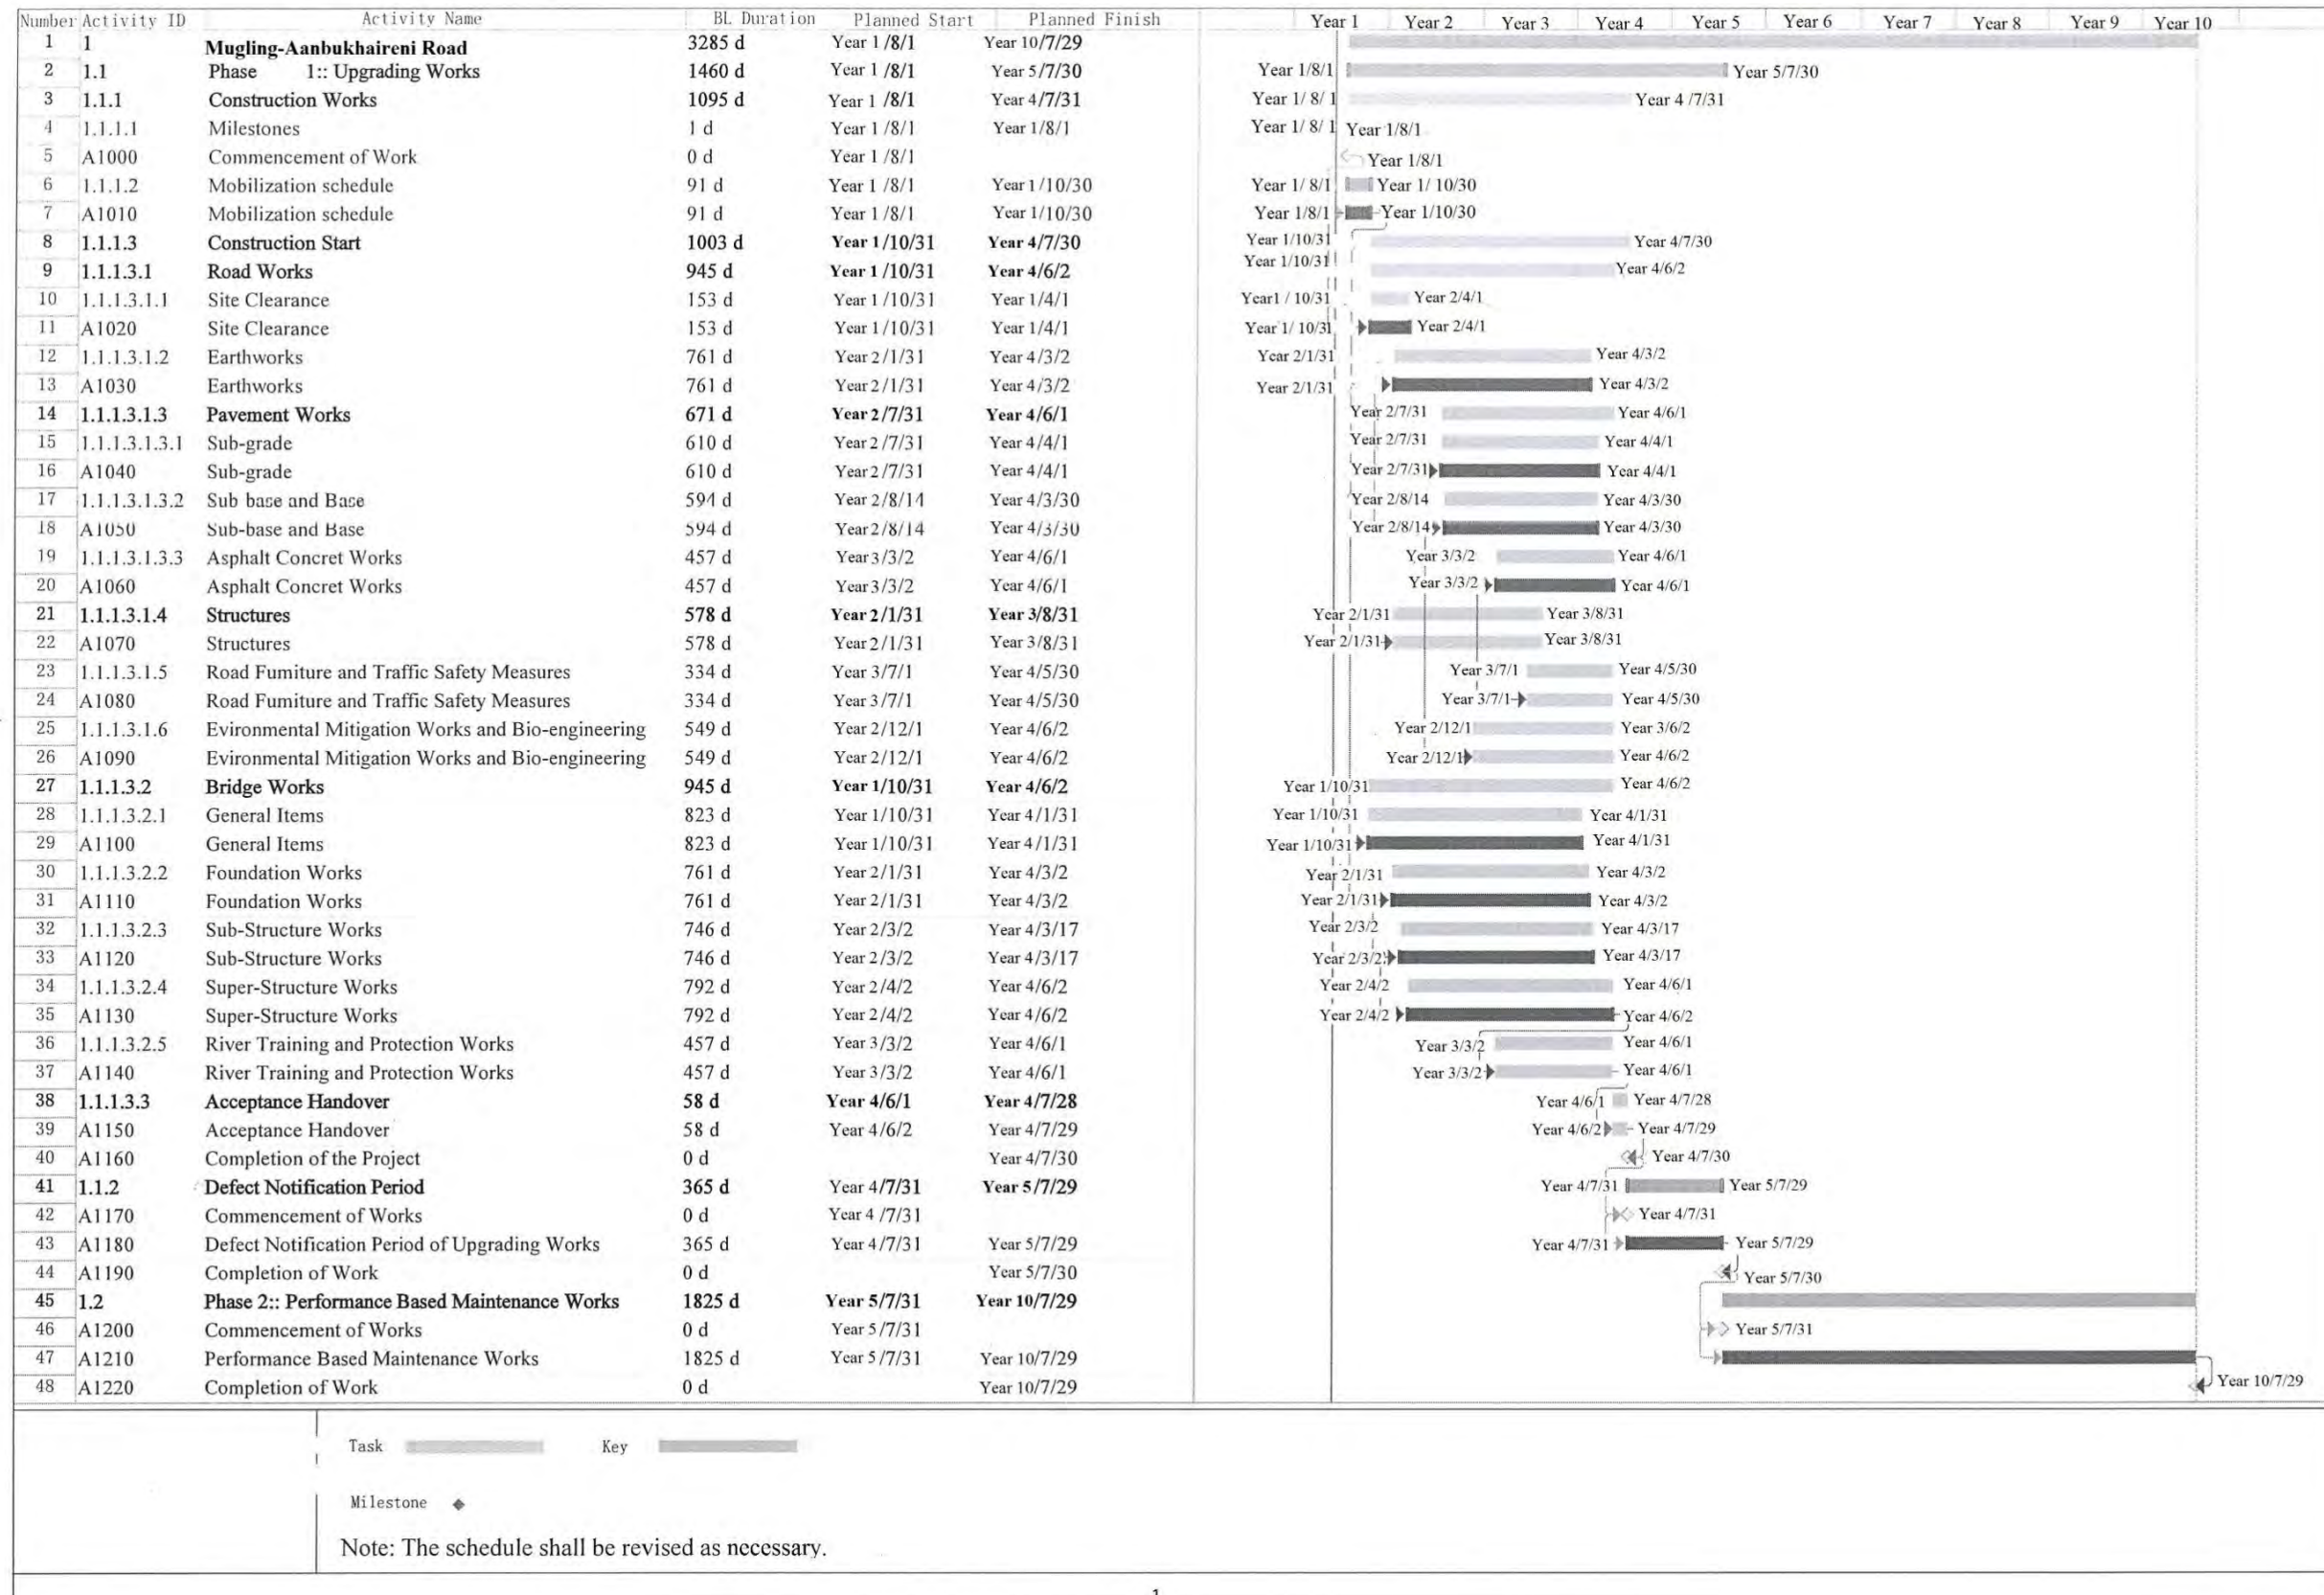 Number Activity ID Activity Name BL Duration Planned Start Planned Finish Year 1 Year 2 Year 3 Year 4 Year 5 Year 6 Year 7 Year 8 Year 9 Year 10
1 1 Mugling-Aanbukhaireni Road 3285 d Year 1 /8/1 Year 10/7/29
2 1.1 Phase 1:: Upgrading Works 1460 d Year 1 /8/1 Year 5/7/30 Year 1/8/1 Year 5/7/30
3 1.1.1 Construction Works 1095 d Year 1 /8/1 Year 4/7/31 Year 1/ 8/ 1 Year 4 /7/31
4 1.1.1.1 Milestones 1 d Year 1 /8/1 Year 1/8/1 Year 1/ 8/ 1 Year 1/8/1
5 A1000 Commencement of Work 0 d Year 1 /8/1 Year 1/8/1
6 1.1.1.2 Mobilization schedule 91 d Year 1 /8/1 Year 1/10/30 Year 1/ 8/1 Year 1/ 10/30
7 A1010 Mobilization schedule 91 d Year 1 /8/1 Year 1/10/30 Year 1/8/1 Year 1/10/30
8 1.1.1.3 Construction Start 1003 d Year 1 /10/31 Year 4/7/30 Year 1/10/31 Year 4/7/30
9 1.1.1.3.1 Road Works 945 d Year 1 /10/31 Year 4/6/2 Year 1/10/31 Year 4/6/2
10 1.1.1.3.1.1 Site Clearance 153 d Year 1 /10/31 Year 1/4/1 Year1 / 10/31 Year 2/4/1
11 A1020 Site Clearance 153 d Year 1/10/31 Year 1/4/1 Year 1/ 10/31 Year 2/4/1
12 1.1.1.3.1.2 Earthworks 761 d Year 2/1/31 Year 4/3/2 Year 2/1/31 Year 4/3/2
13 A1030 Earthworks 761 d Year 2/1/31 Year 4/3/2 Year 2/1/31 Year 4/3/2
14 1.1.1.3.1.3 Pavement Works 671 d Year 2/7/31 Year 4/6/1 Year 2/7/31 Year 4/6/1
15 1.1.1.3.1.3.1 Sub-grade 610 d Year 2/7/31 Year 4/4/1 Year 2/7/31 Year 4/4/1
16 A1040 Sub-grade 610 d Year 2/7/31 Year 4/4/1 Year 2/7/31 Year 4/4/1
17 1.1.1.3.1.3.2 Sub base and Base 594 d Year 2/8/14 Year 4/3/30 Year 2/8/14 Year 4/3/30
18 A1050 Sub-base and Base 594 d Year 2/8/14 Year 4/3/30 Year 2/8/14 Year 4/3/30
19 1.1.1.3.1.3.3 Asphalt Concret Works 457 d Year 3/3/2 Year 4/6/1 Year 3/3/2 Year 4/6/1
20 A1060 Asphalt Concret Works 457 d Year 3/3/2 Year 4/6/1 Year 3/3/2 Year 4/6/1
21 1.1.1.3.1.4 Structures 578 d Year 2/1/31 Year 3/8/31 Year 2/1/31 Year 3/8/31
22 A1070 Structures 578 d Year 2/1/31 Year 3/8/31 Year 2/1/31 Year 3/8/31
23 1.1.1.3.1.5 Road Fumiture and Traffic Safety Measures 334 d Year 3/7/1 Year 4/5/30 Year 3/7/1 Year 4/5/30
24 A1080 Road Fumiture and Traffic Safety Measures 334 d Year 3/7/1 Year 4/5/30 Year 3/7/1 Year 4/5/30
25 1.1.1.3.1.6 Evironmental Mitigation Works and Bio-engineering 549 d Year 2/12/1 Year 4/6/2 Year 2/12/1 Year 3/6/2
26 A1090 Evironmental Mitigation Works and Bio-engineering 549 d Year 2/12/1 Year 4/6/2 Year 2/12/1 Year 4/6/2
27 1.1.1.3.2 Bridge Works 945 d Year 1/10/31 Year 4/6/2 Year 1/10/31 Year 4/6/2
28 1.1.1.3.2.1 General Items 823 d Year 1/10/31 Year 4/1/31 Year 1/10/31 Year 4/1/31
29 A1100 General Items 823 d Year 1/10/31 Year 4/1/31 Year 1/10/31 Year 4/1/31
30 1.1.1.3.2.2 Foundation Works 761 d Year 2/1/31 Year 4/3/2 Year 2/1/31 Year 4/3/2
31 A1110 Foundation Works 761 d Year 2/1/31 Year 4/3/2 Year 2/1/31 Year 4/3/2
32 1.1.1.3.2.3 Sub-Structure Works 746 d Year 2/3/2 Year 4/3/17 Year 2/3/2 Year 4/3/17
33 A1120 Sub-Structure Works 746 d Year 2/3/2 Year 4/3/17 Year 2/3/2 Year 4/3/17
34 1.1.1.3.2.4 Super-Structure Works 792 d Year 2/4/2 Year 4/6/2 Year 2/4/2 Year 4/6/1
35 A1130 Super-Structure Works 792 d Year 2/4/2 Year 4/6/2 Year 2/4/2 Year 4/6/2
36 1.1.1.3.2.5 River Training and Protection Works 457 d Year 3/3/2 Year 4/6/1 Year 3/3/2 Year 4/6/1
37 A1140 River Training and Protection Works 457 d Year 3/3/2 Year 4/6/1 Year 3/3/2 Year 4/6/1
38 1.1.1.3.3 Acceptance Handover 58 d Year 4/6/1 Year 4/7/28 Year 4/6/1 Year 4/7/28
39 A1150 Acceptance Handover 58 d Year 4/6/2 Year 4/7/29 Year 4/6/2 Year 4/7/29
40 A1160 Completion of the Project 0 d Year 4/7/30 Year 4/7/30
41 1.1.2 Defect Notification Period 365 d Year 4/7/31 Year 5/7/29 Year 4/7/31 Year 5/7/29
42 A1170 Commencement of Works 0 d Year 4 /7/31 Year 4/7/31
43 A1180 Defect Notification Period of Upgrading Works 365 d Year 4/7/31 Year 5/7/29 Year 4/7/31 Year 5/7/29
44 A1190 Completion of Work 0 d Year 5/7/30 Year 5/7/30
45 1.2 Phase 2:: Performance Based Maintenance Works 1825 d Year 5/7/31 Year 10/7/29
46 A1200 Commencement of Works 0 d Year 5/7/31 Year 5/7/31
47 A1210 Performance Based Maintenance Works 1825 d Year 5/7/31 Year 10/7/29
48 A1220 Completion of Work 0 d Year 10/7/29 Year 10/7/29
Task Key
Milestone
Note: The schedule shall be revised as necessary.
1